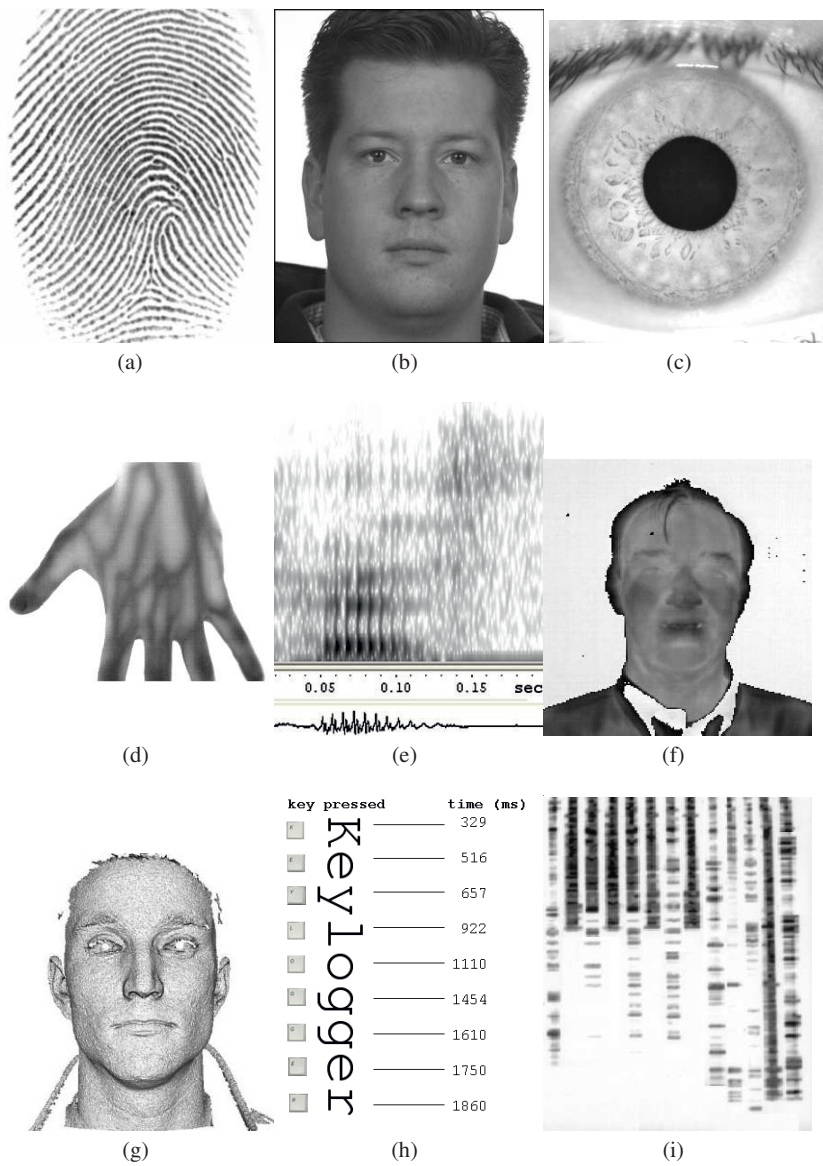 (a) (b) (c)
0.05 0.10 0.15 sec
(d) (e) (f)
key pressed time (ms)
K 329
e 516
y 657
l 922
o 1110
g 1454
g 1610
e 1750
r 1860
(g) (h) (i)